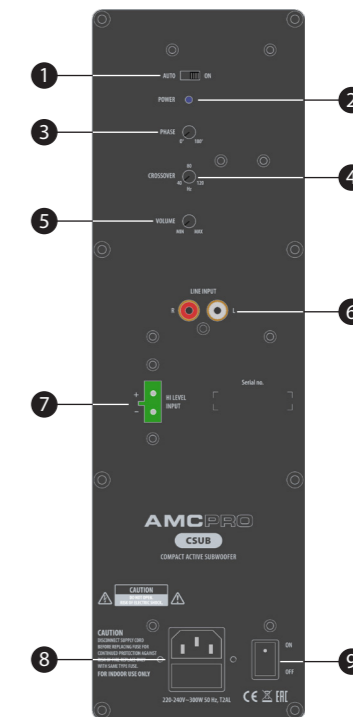 1
AUTO ON
2
POWER
3
PHASE
0° 180°
4
CROSSOVER
80
40 120
Hz
5
VOLUME
MIN MAX
LINE INPUT
R L
6
Serial no.
7
+ HI LEVEL
- INPUT
AMCPRO
CSUB
COMPACT ACTIVE SUBWOOFER
CAUTION
CAUTION
DISCONNECT SUPPLY CORD
BEFORE REPLACING FUSE FOR
CONTINUED PROTECTION AGAINST
WITH SAME TYPE FUSE.
FOR INDOOR USE ONLY
8
ON
OFF
9
220-240V~300W 50 Hz, T2AL
CE EAC